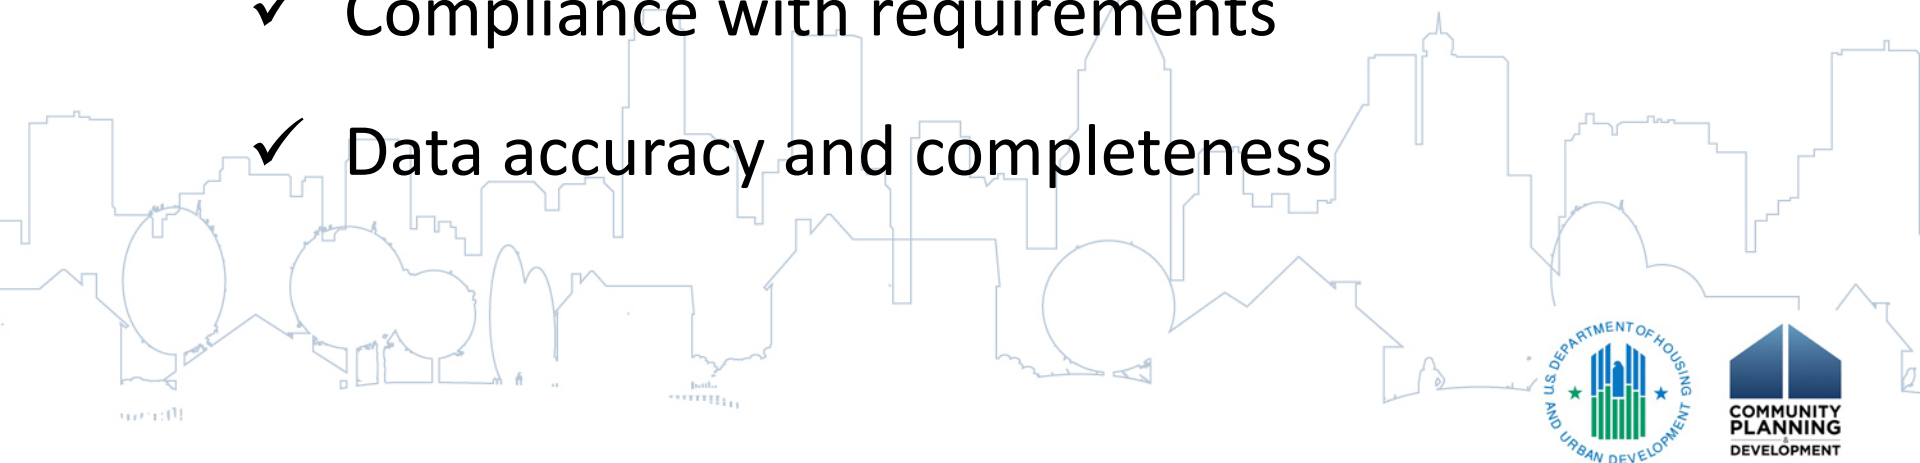 ✓ Compliance with requirements
✓ Data accuracy and completeness
U.S. DEPARTMENT OF HOUSING AND URBAN DEVELOPMENT
COMMUNITY
PLANNING
&
DEVELOPMENT